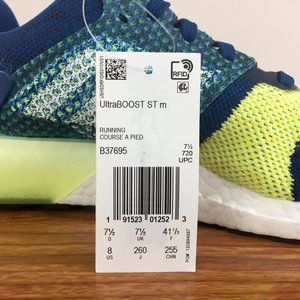 RFID
UltraBOOST ST m
RUNNING
COURSE A PIED
B37695
7½
720
UPC
1 91523 01252 3
7½ 7½ 41⅓
D UK F
8 260 255
US J CHN